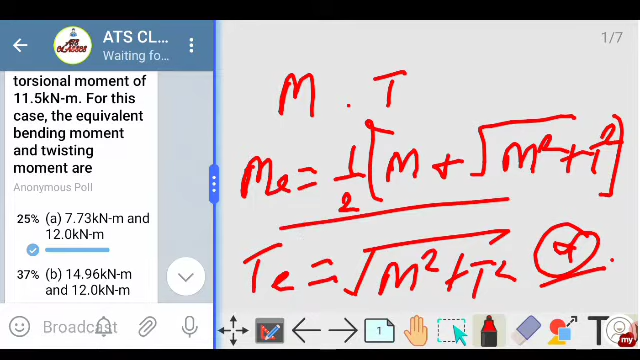 ATS CL...
Waiting fo...
1/7
torsional moment of
11.5kN-m. For this
case, the equivalent
bending moment
and twisting
moment are
Anonymous Poll
25% (a) 7.73kN-m and
12.0kN-m
37% (b) 14.96kN-m
and 12.0kN-m
Broadcast
M . T
Me = 1/2 [M + √M² + T²]
Te = √M² + T²
1
T
my